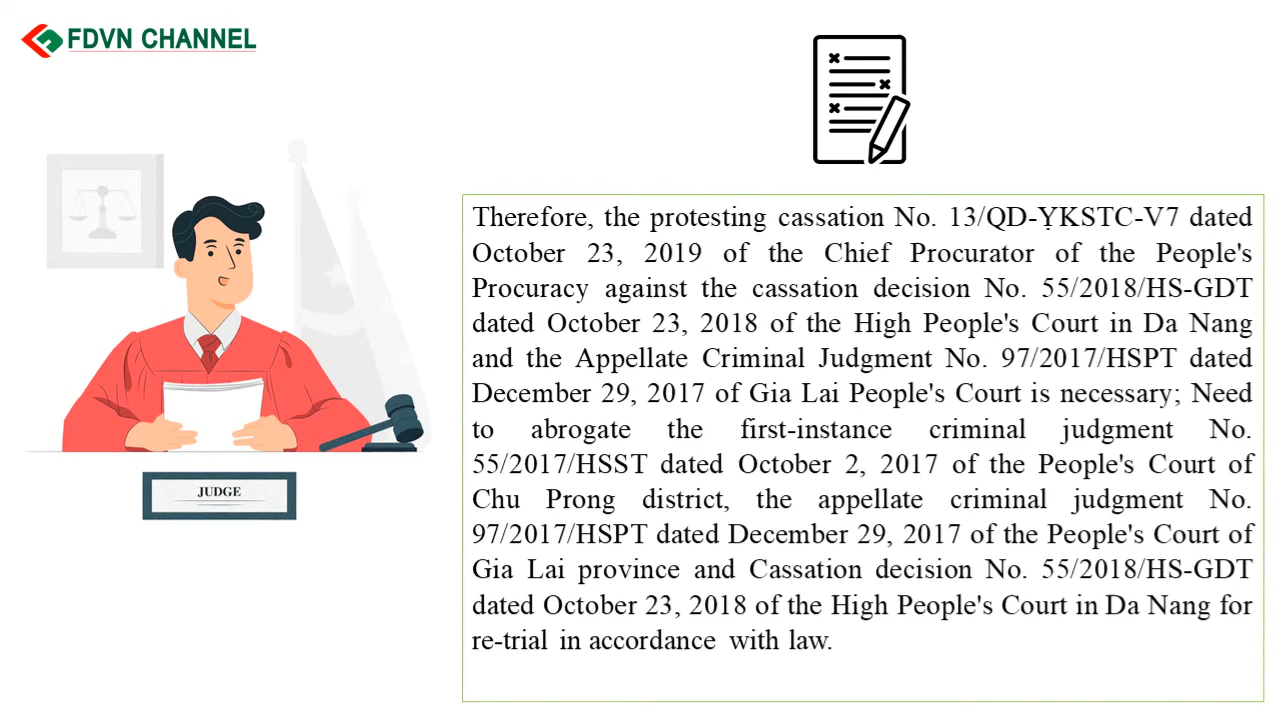 FDVN CHANNEL
Therefore, the protesting cassation No. 13/QD-ṾKSTC-V7 dated
October 23, 2019 of the Chief Procurator of the People's
Procuracy against the cassation decision No. 55/2018/HS-GDT
dated October 23, 2018 of the High People's Court in Da Nang
and the Appellate Criminal Judgment No. 97/2017/HSPT dated
December 29, 2017 of Gia Lai People's Court is necessary; Need
to abrogate the first-instance criminal judgment No.
55/2017/HSST dated October 2, 2017 of the People's Court of
Chu Prong district, the appellate criminal judgment No.
97/2017/HSPT dated December 29, 2017 of the People's Court of
Gia Lai province and Cassation decision No. 55/2018/HS-GDT
dated October 23, 2018 of the High People's Court in Da Nang for
re-trial in accordance with law.
JUDGE